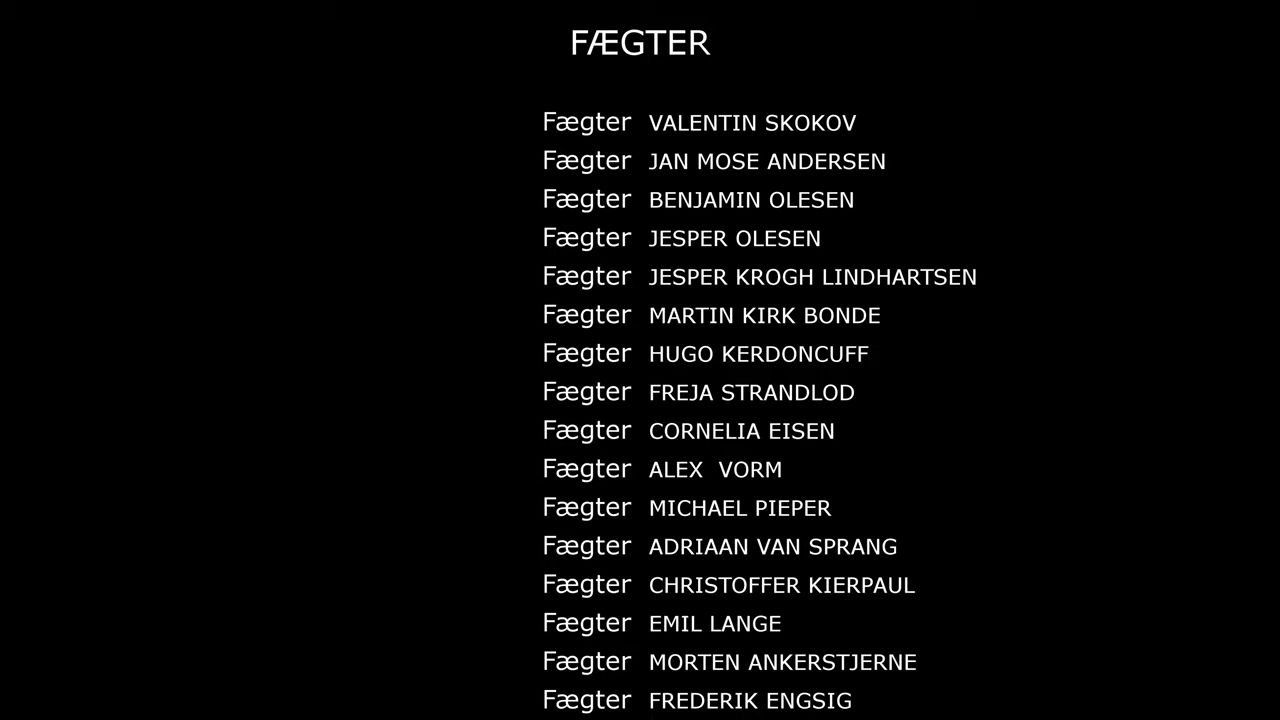 FÆGTER
Fægter VALENTIN SKOKOV
Fægter JAN MOSE ANDERSEN
Fægter BENJAMIN OLESEN
Fægter JESPER OLESEN
Fægter JESPER KROGH LINDHARTSEN
Fægter MARTIN KIRK BONDE
Fægter HUGO KERDONCUFF
Fægter FREJA STRANDLOD
Fægter CORNELIA EISEN
Fægter ALEX  VORM
Fægter MICHAEL PIEPER
Fægter ADRIAAN VAN SPRANG
Fægter CHRISTOFFER KIERPAUL
Fægter EMIL LANGE
Fægter MORTEN ANKERSTJERNE
Fægter FREDERIK ENGSIG